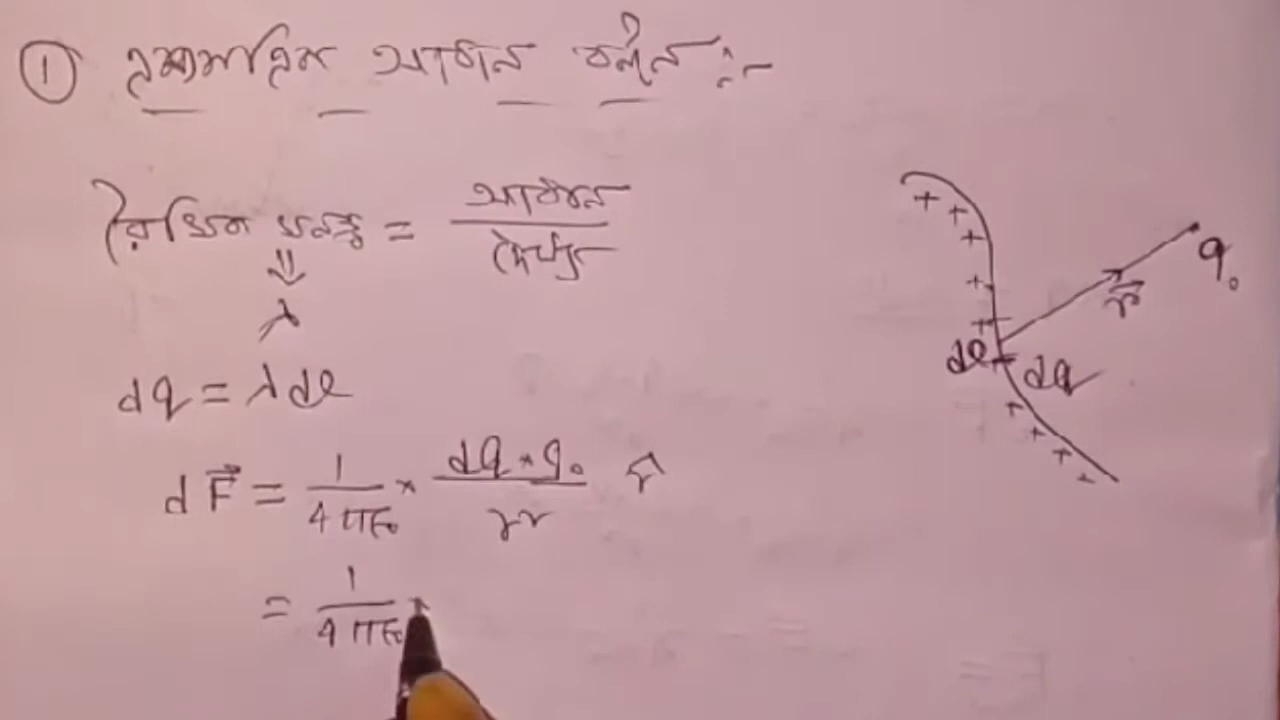 ① একমাত্রিক আধান বন্টন :-
রৈখিক ঘনত্ব = আধান / দৈর্ঘ্য
⇓
λ
dq = λ dl
dF⃗ = 1/4πε₀ × dq × q₀ / r² r̂
= 1/4πε₀ ×
+ + + + + + + + + +
r⃗
q₀
dl
dq